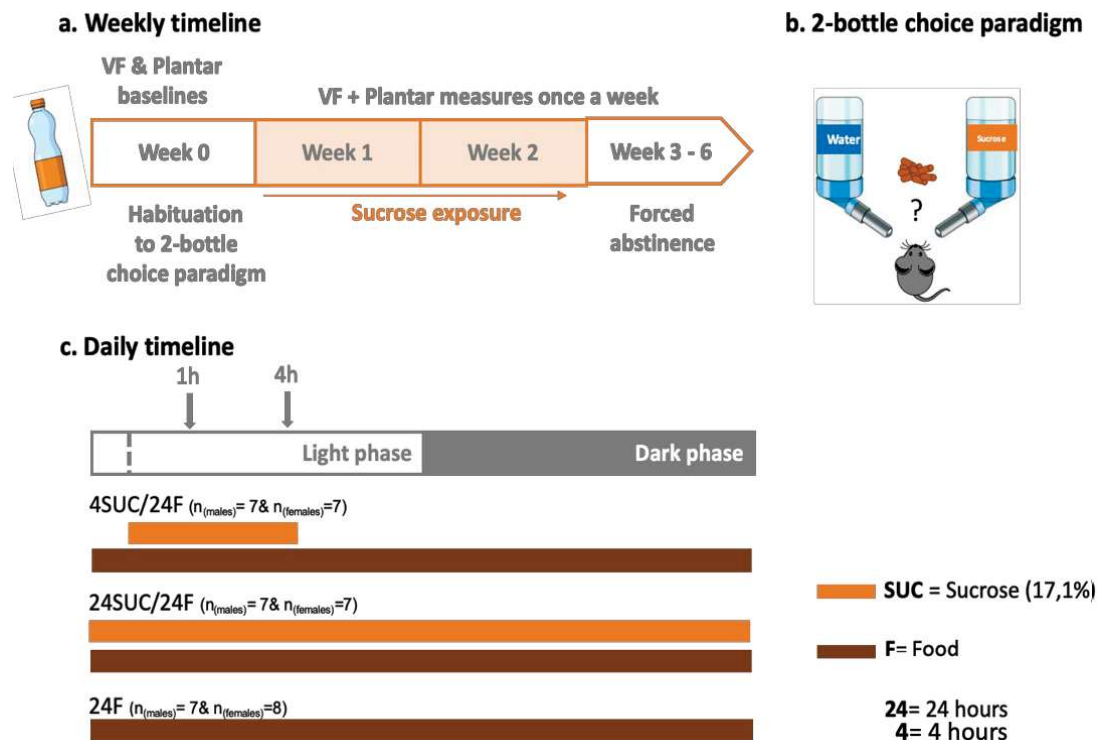 a. Weekly timeline
b. 2-bottle choice paradigm
VF & Plantar
baselines
VF + Plantar measures once a week
Week 0
Week 1
Week 2
Week 3 - 6
Habituation
to 2-bottle
choice paradigm
Sucrose exposure
Forced
abstinence
Water
Sucrose
?
c. Daily timeline
1h
4h
Light phase
Dark phase
4SUC/24F (n(males)= 7& n(females)=7)
24SUC/24F (n(males)= 7& n(females)=7)
24F (n(males)= 7& n(females)=8)
SUC = Sucrose (17,1%)
F= Food
24= 24 hours
4= 4 hours